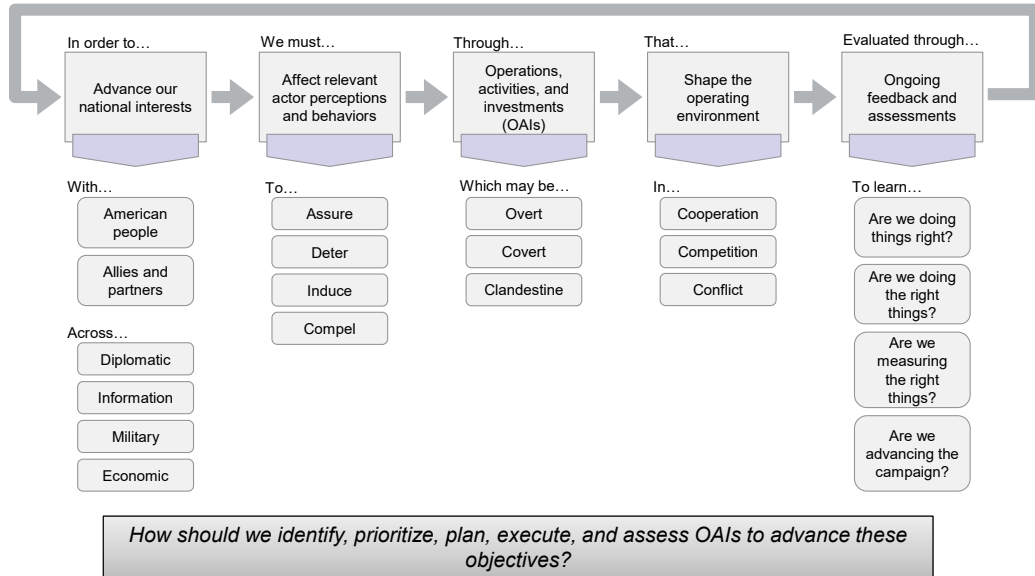 In order to…
We must…
Through…
That…
Evaluated through…
Advance our
national interests
Affect relevant
actor perceptions
and behaviors
Operations,
activities, and
investments
(OAIs)
Shape the
operating
environment
Ongoing
feedback and
assessments
With…
American
people
Allies and
partners
Across…
Diplomatic
Information
Military
Economic
To…
Assure
Deter
Induce
Compel
Which may be…
Overt
Covert
Clandestine
In…
Cooperation
Competition
Conflict
To learn…
Are we doing
things right?
Are we doing
the right
things?
Are we
measuring
the right
things?
Are we
advancing the
campaign?
How should we identify, prioritize, plan, execute, and assess OAIs to advance these
objectives?